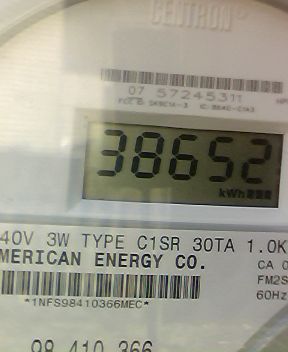 CENTRON®
07 57245311
38652
kWh
40V 3W TYPE C1SR 30TA 1.0K
MERICAN ENERGY CO.
CA 0
FM2S
*1NFS98410366MEC*
60Hz
98 410 366